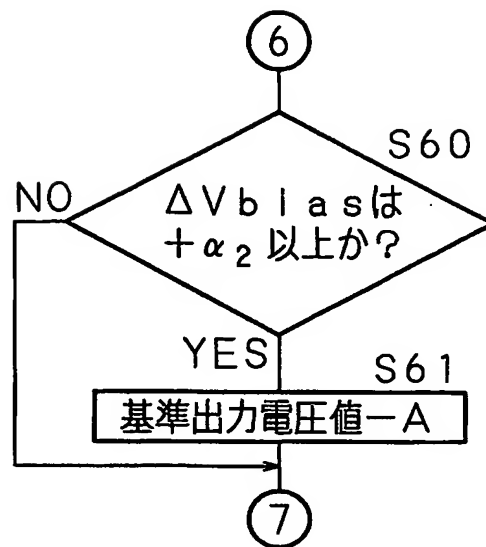 ⑥
S60
NO
ΔVbiasは
+α₂以上か?
YES
S61
基準出力電圧値-A
⑦